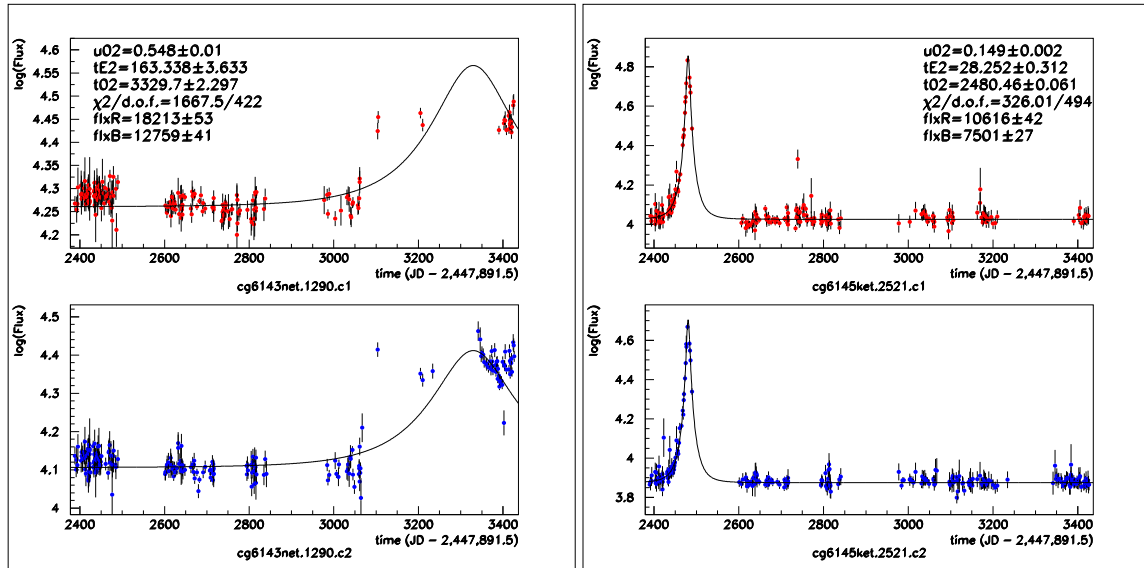 log(Flux)
4.6
4.55
4.5
4.45
4.4
4.35
4.3
4.25
4.2
u02=0.548±0.01
tE2=163.338±3.633
t02=3329.7±2.297
χ2/d.o.f.=1667.5/422
flxR=18213±53
flxB=12759±41
2400 2600 2800 3000 3200 3400
time (JD - 2,447,891.5)
cg6143net.1290.c1
log(Flux)
4.5
4.4
4.3
4.2
4.1
4
2400 2600 2800 3000 3200 3400
time (JD - 2,447,891.5)
cg6143net.1290.c2
log(Flux)
4.8
4.6
4.4
4.2
4
u02=0.149±0.002
tE2=28.252±0.312
t02=2480.46±0.061
χ2/d.o.f.=326.01/494
flxR=10616±42
flxB=7501±27
2400 2600 2800 3000 3200 3400
time (JD - 2,447,891.5)
cg6145ket.2521.c1
log(Flux)
4.6
4.4
4.2
4
3.8
2400 2600 2800 3000 3200 3400
time (JD - 2,447,891.5)
cg6145ket.2521.c2